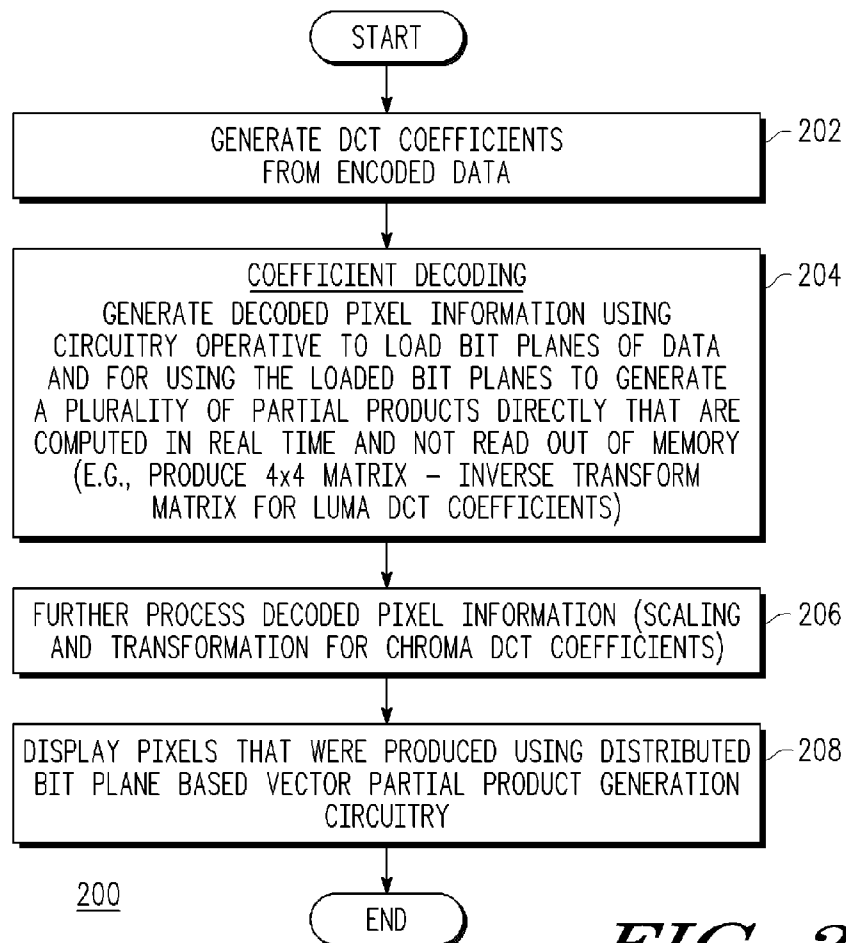 START
GENERATE DCT COEFFICIENTS
FROM ENCODED DATA
202
COEFFICIENT DECODING
GENERATE DECODED PIXEL INFORMATION USING
CIRCUITRY OPERATIVE TO LOAD BIT PLANES OF DATA
AND FOR USING THE LOADED BIT PLANES TO GENERATE
A PLURALITY OF PARTIAL PRODUCTS DIRECTLY THAT ARE
COMPUTED IN REAL TIME AND NOT READ OUT OF MEMORY
(E.G., PRODUCE 4x4 MATRIX – INVERSE TRANSFORM
MATRIX FOR LUMA DCT COEFFICIENTS)
204
FURTHER PROCESS DECODED PIXEL INFORMATION (SCALING
AND TRANSFORMATION FOR CHROMA DCT COEFFICIENTS)
206
DISPLAY PIXELS THAT WERE PRODUCED USING DISTRIBUTED
BIT PLANE BASED VECTOR PARTIAL PRODUCT GENERATION
CIRCUITRY
208
200
END
FIG. 2